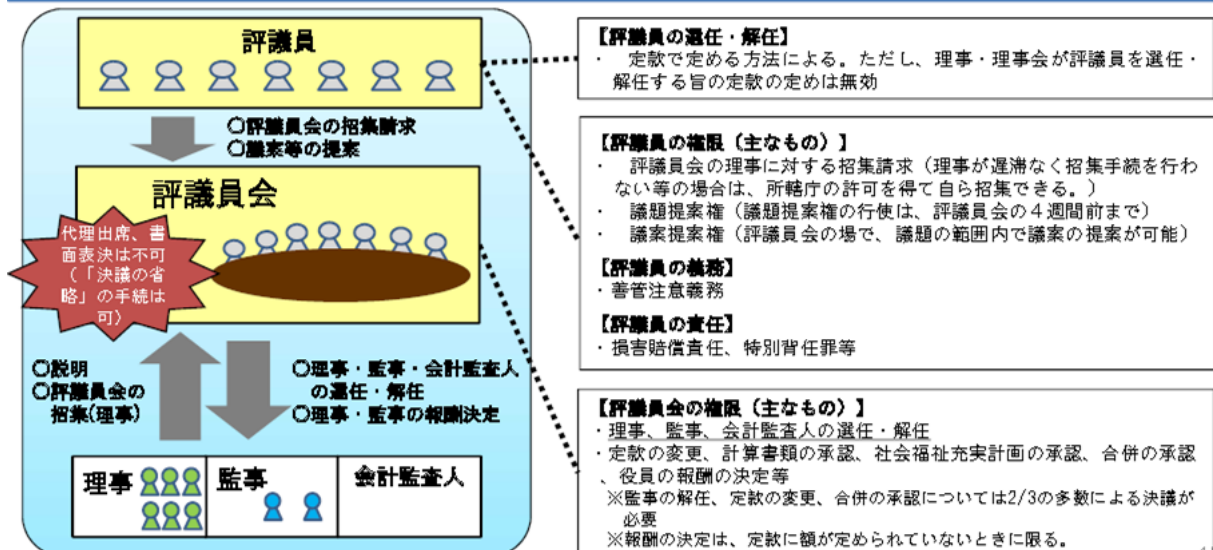 評議員
〇評議員会の招集請求
〇議案等の提案
評議員会
代理出席、書
面表決は不可
(「決議の省
略」の手続は
可)
〇説明
〇評議員会の
招集(理事)
〇理事・監事・会計監査人
の選任・解任
〇理事・監事の報酬決定
理事
監事
会計監査人
【評議員の選任・解任】
・ 定款で定める方法による。ただし、理事・理事会が評議員を選任・
解任する旨の定款の定めは無効
【評議員の権限(主なもの)】
・ 評議員会の理事に対する招集請求(理事が遅滞なく招集手続を行わ
ない等の場合は、所轄庁の許可を得て自ら招集できる。)
・ 議題提案権(議題提案権の行使は、評議員会の4週間前まで)
・ 議案提案権(評議員会の場で、議題の範囲内で議案の提案が可能)
【評議員の義務】
・善管注意義務
【評議員の責任】
・損害賠償責任、特別背任罪等
【評議員会の権限(主なもの)】
・理事、監事、会計監査人の選任・解任
・定款の変更、計算書類の承認、社会福祉充実計画の承認、合併の承認
、役員の報酬の決定等
※監事の解任、定款の変更、合併の承認については2/3の多数による決議が
必要
※報酬の決定は、定款に額が定められていないときに限る。